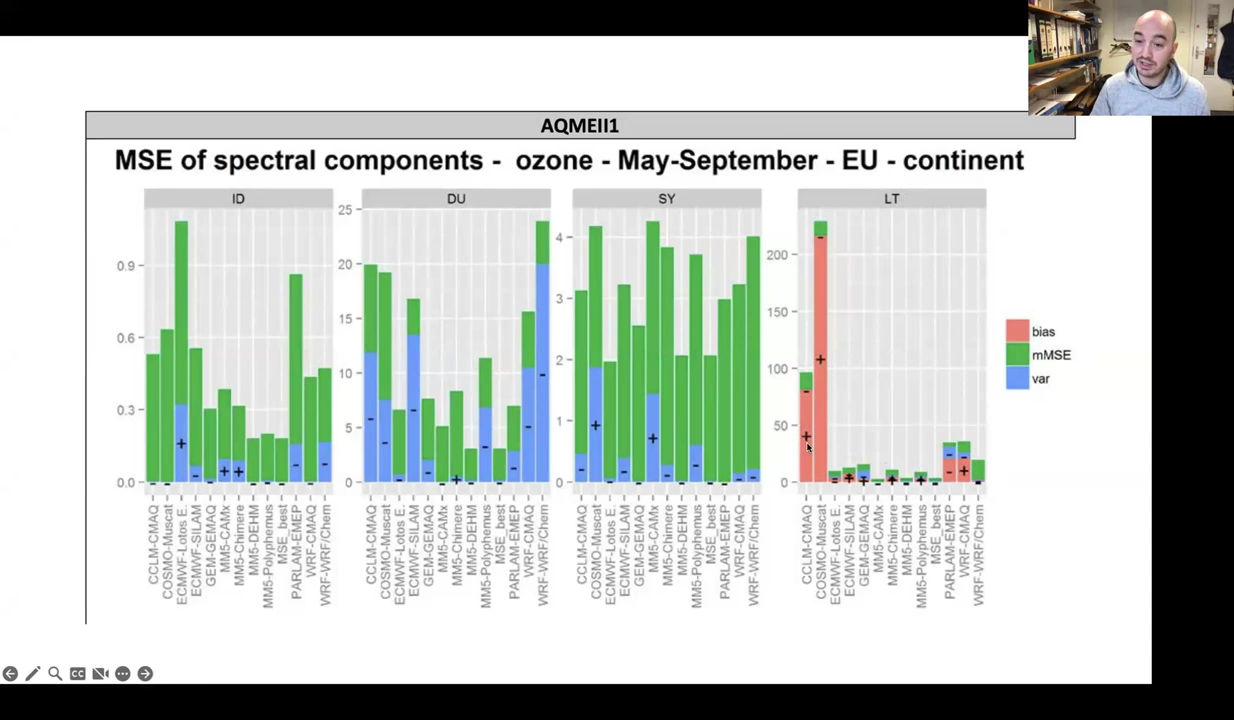 AQMEII1
MSE of spectral components - ozone - May-September - EU - continent
ID
DU
SY
LT
0.9
0.6
0.3
0.0
25
20
15
10
5
0
4
3
2
1
0
200
150
100
50
0
bias
mMSE
var
CCLM-CMAQ
COSMO-Muscat
ECMWF-Lotos E.
ECMWF-SILAM
GEM-GEMAQ
MM5-CAMx
MM5-Chimere
MM5-DEHM
MM5-Polyphemus
MSE_best
PARLAM-EMEP
WRF-CMAQ
WRF-WRF/Chem
CCLM-CMAQ
COSMO-Muscat
ECMWF-Lotos E.
ECMWF-SILAM
GEM-GEMAQ
MM5-CAMx
MM5-Chimere
MM5-DEHM
MM5-Polyphemus
MSE_best
PARLAM-EMEP
WRF-CMAQ
WRF-WRF/Chem
CCLM-CMAQ
COSMO-Muscat
ECMWF-Lotos E.
ECMWF-SILAM
GEM-GEMAQ
MM5-CAMx
MM5-Chimere
MM5-DEHM
MM5-Polyphemus
MSE_best
PARLAM-EMEP
WRF-CMAQ
WRF-WRF/Chem
CCLM-CMAQ
COSMO-Muscat
ECMWF-Lotos E.
ECMWF-SILAM
GEM-GEMAQ
MM5-CAMx
MM5-Chimere
MM5-DEHM
MM5-Polyphemus
MSE_best
PARLAM-EMEP
WRF-CMAQ
WRF-WRF/Chem
CC